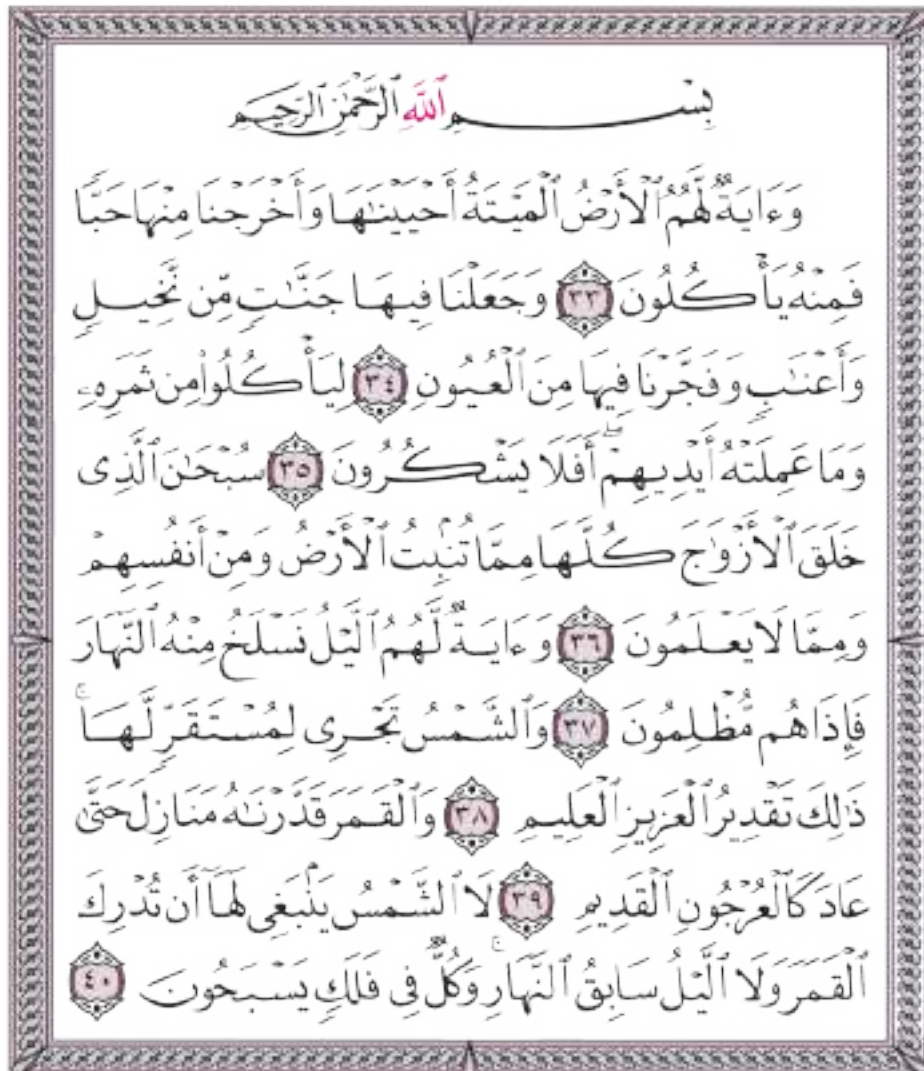 بِسْمِ ٱللَّهِ ٱلرَّحْمَٰنِ ٱلرَّحِيمِ
وَءَايَةٌ لَّهُمُ ٱلْأَرْضُ ٱلْمَيْتَةُ أَحْيَيْنَٰهَا وَأَخْرَجْنَا مِنْهَا حَبًّا
فَمِنْهُ يَأْكُلُونَ ٣٣ وَجَعَلْنَا فِيهَا جَنَّٰتٍ مِّن نَّخِيلٍ
وَأَعْنَٰبٍ وَفَجَّرْنَا فِيهَا مِنَ ٱلْعُيُونِ ٣٤ لِيَأْكُلُوا۟ مِن ثَمَرِهِۦ
وَمَا عَمِلَتْهُ أَيْدِيهِمْ ۖ أَفَلَا يَشْكُرُونَ ٣٥ سُبْحَٰنَ ٱلَّذِى
خَلَقَ ٱلْأَزْوَٰجَ كُلَّهَا مِمَّا تُنۢبِتُ ٱلْأَرْضُ وَمِنْ أَنفُسِهِمْ
وَمِمَّا لَا يَعْلَمُونَ ٣٦ وَءَايَةٌ لَّهُمُ ٱلَّيْلُ نَسْلَخُ مِنْهُ ٱلنَّهَارَ
فَإِذَا هُم مُّظْلِمُونَ ٣٧ وَٱلشَّمْسُ تَجْرِى لِمُسْتَقَرٍّ لَّهَا ۚ
ذَٰلِكَ تَقْدِيرُ ٱلْعَزِيزِ ٱلْعَلِيمِ ٣٨ وَٱلْقَمَرَ قَدَّرْنَٰهُ مَنَازِلَ حَتَّىٰ
عَادَ كَٱلْعُرْجُونِ ٱلْقَدِيمِ ٣٩ لَا ٱلشَّمْسُ يَنۢبَغِى لَهَآ أَن تُدْرِكَ
ٱلْقَمَرَ وَلَا ٱلَّيْلُ سَابِقُ ٱلنَّهَارِ ۚ وَكُلٌّ فِى فَلَكٍ يَسْبَحُونَ ٤٠